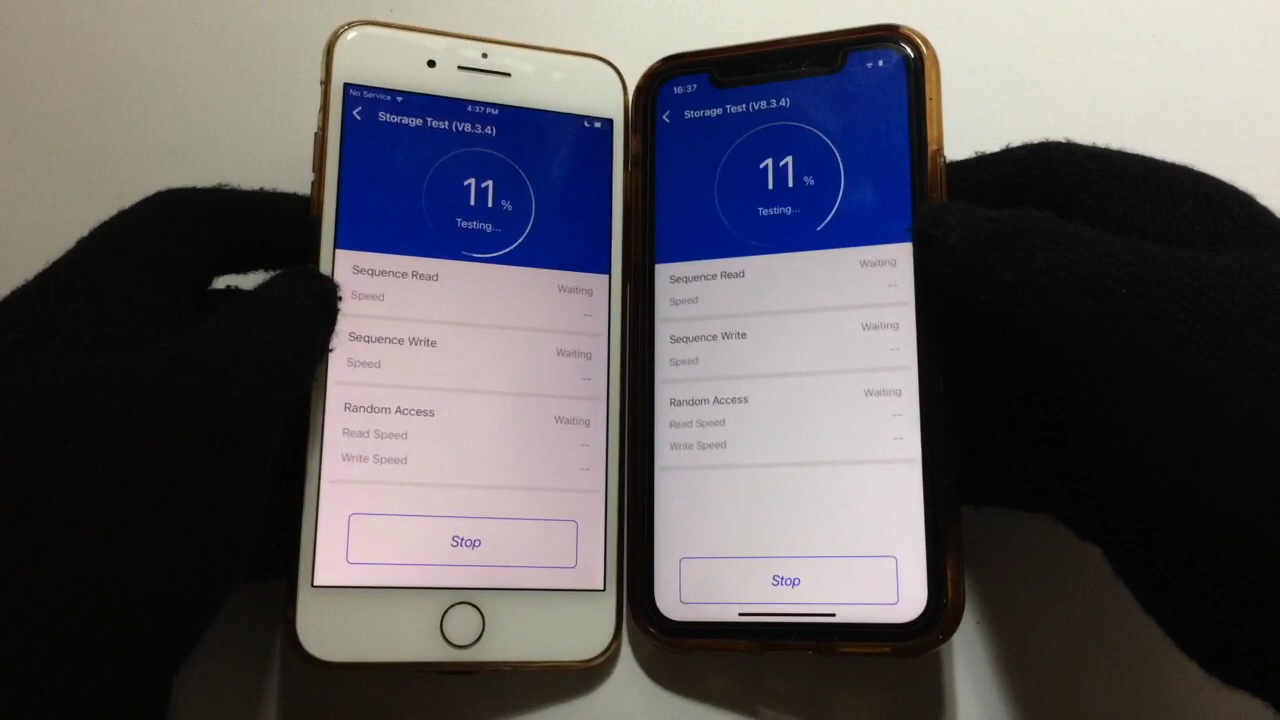 No Service
4:37 PM
Storage Test (V8.3.4)
11 %
Testing...
Sequence Read
Waiting
Speed
--
Sequence Write
Waiting
Speed
--
Random Access
Waiting
Read Speed
--
Write Speed
--
Stop
16:37
Storage Test (V8.3.4)
11 %
Testing...
Sequence Read
Waiting
Speed
--
Sequence Write
Waiting
Speed
--
Random Access
Waiting
Read Speed
--
Write Speed
--
Stop